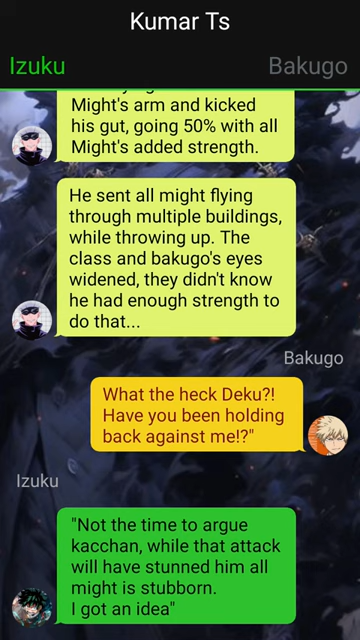 Kumar Ts
Izuku Bakugo
Might's arm and kicked
his gut, going 50% with all
Might's added strength.
He sent all might flying
through multiple buildings,
while throwing up. The
class and bakugo's eyes
widened, they didn't know
he had enough strength to
do that...
Bakugo
What the heck Deku?!
Have you been holding
back against me!?"
Izuku
"Not the time to argue
kacchan, while that attack
will have stunned him all
might is stubborn.
I got an idea"